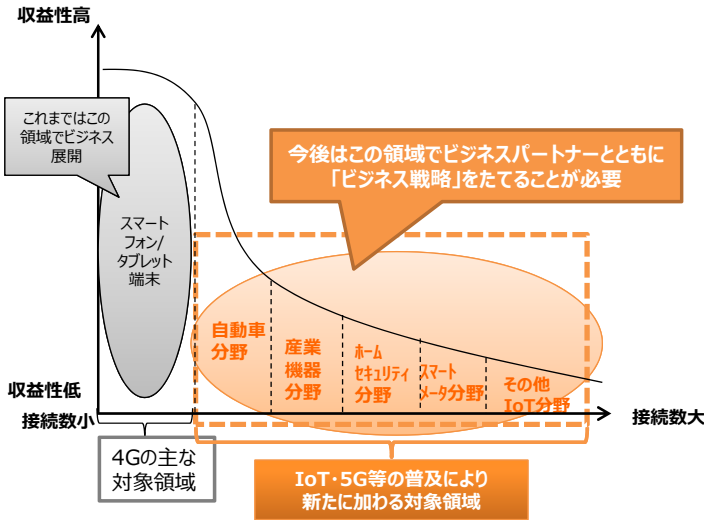 収益性高
これまではこの
領域でビジネス
展開
今後はこの領域でビジネスパートナーとともに
「ビジネス戦略」をたてることが必要
スマート
フォン/
タブレット
端末
自動車
分野
産業
機器
分野
ホーム
セキュリティ
分野
スマート
メータ分野
その他
IoT分野
収益性低
接続数小
接続数大
4Gの主な
対象領域
IoT・5G等の普及により
新たに加わる対象領域